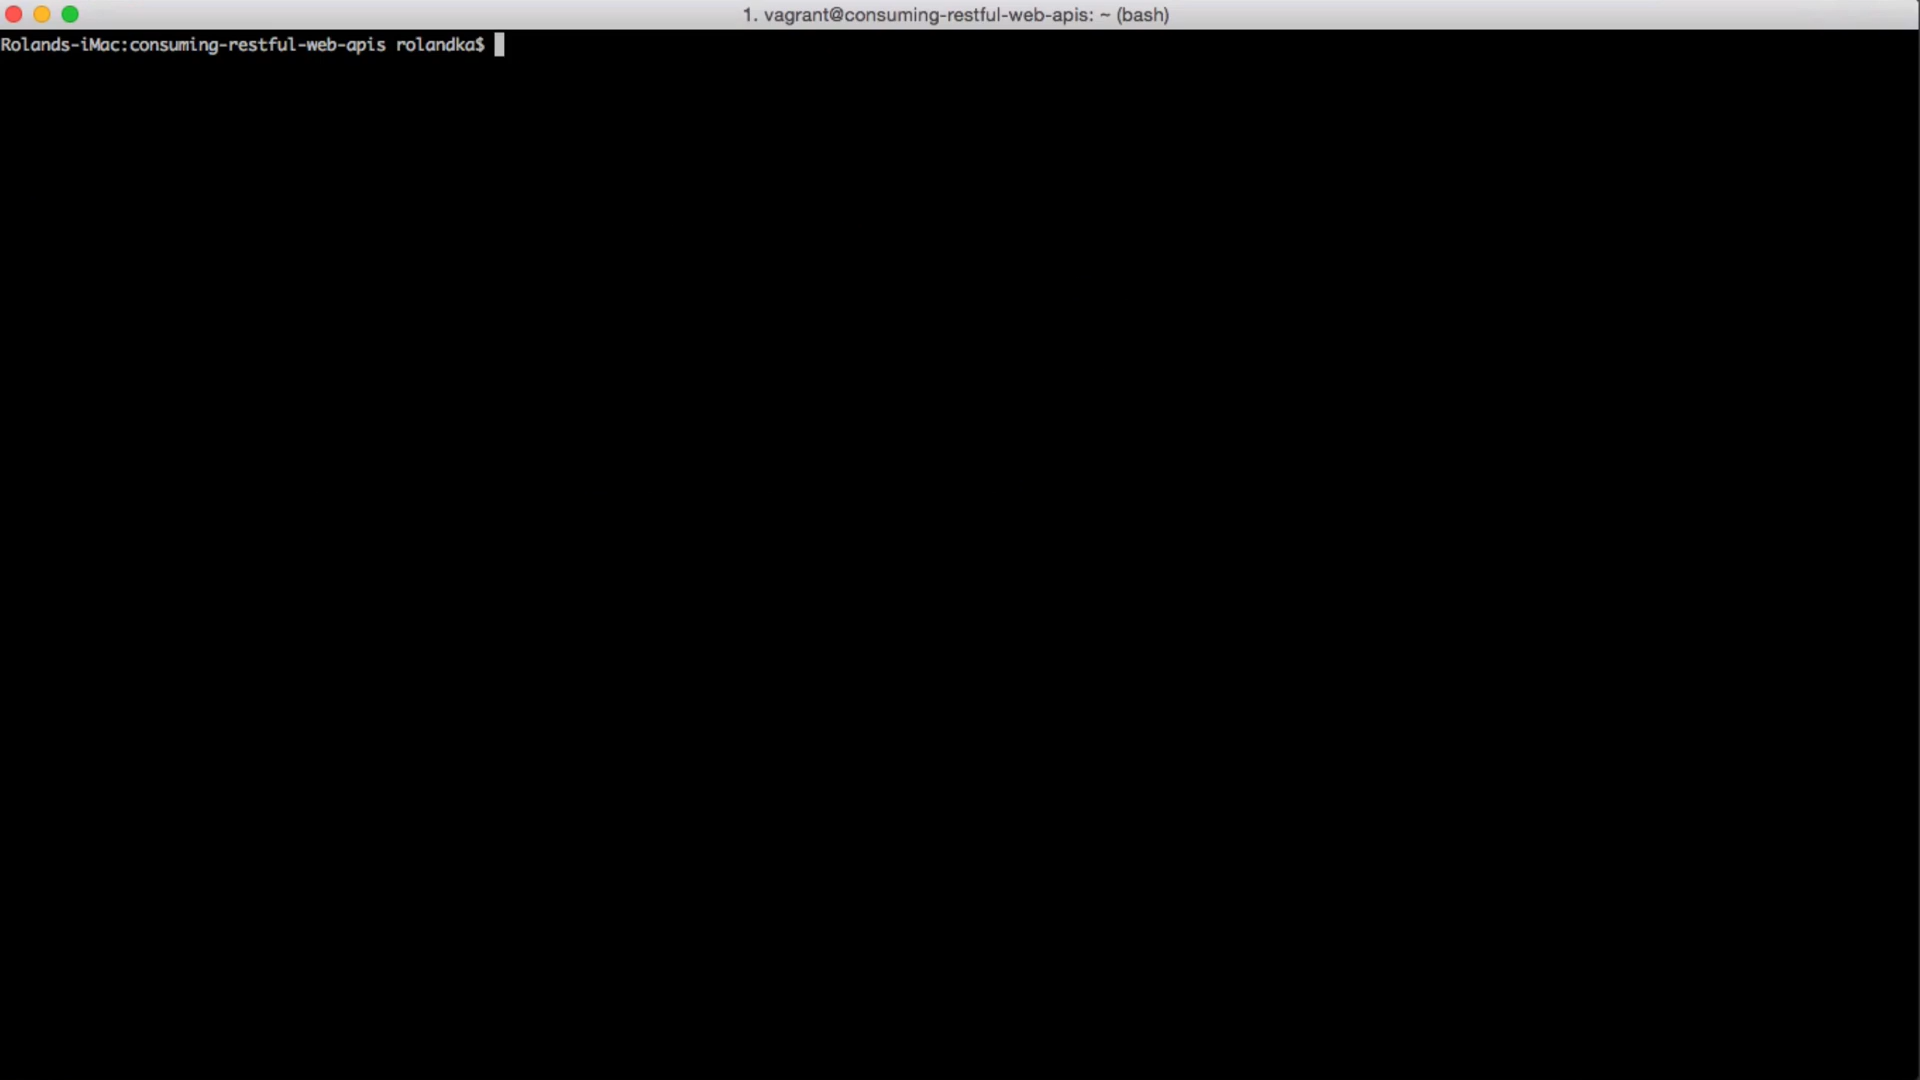 1. vagrant@consuming-restful-web-apis: ~ (bash)
Rolands-iMac:consuming-restful-web-apis rolandka$